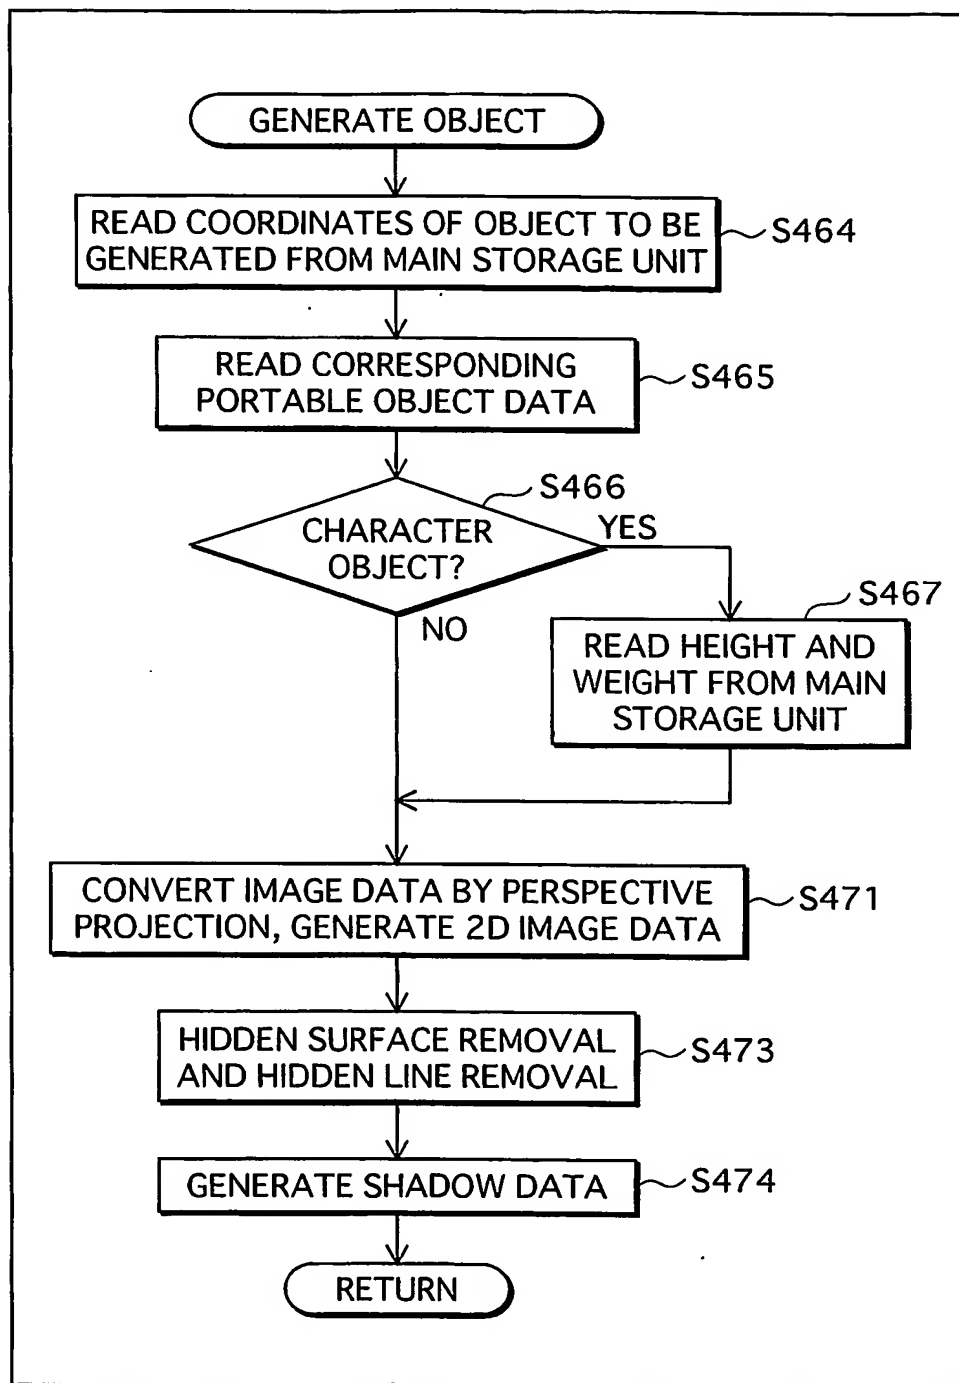 GENERATE OBJECT
READ COORDINATES OF OBJECT TO BE
GENERATED FROM MAIN STORAGE UNIT
S464
READ CORRESPONDING
PORTABLE OBJECT DATA
S465
S466
CHARACTER
OBJECT?
YES
NO
S467
READ HEIGHT AND
WEIGHT FROM MAIN
STORAGE UNIT
CONVERT IMAGE DATA BY PERSPECTIVE
PROJECTION, GENERATE 2D IMAGE DATA
S471
HIDDEN SURFACE REMOVAL
AND HIDDEN LINE REMOVAL
S473
GENERATE SHADOW DATA
S474
RETURN